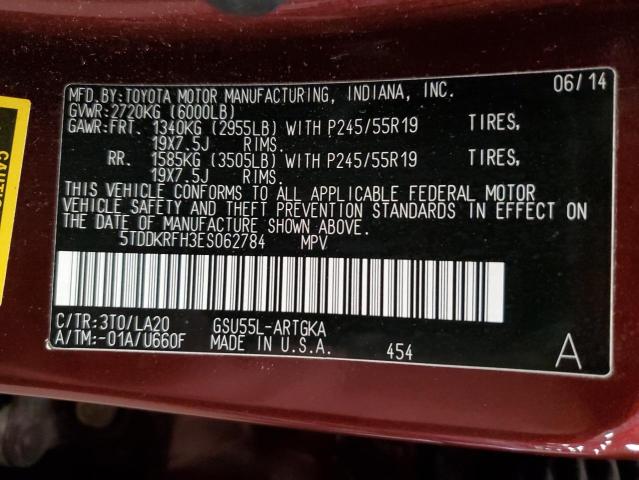 MFD.BY:TOYOTA MOTOR MANUFACTURING, INDIANA, INC. 06/14
GVWR:2720KG (6000LB)
GAWR:FRT. 1340KG (2955LB) WITH P245/55R19 TIRES,
19X7.5J RIMS.
RR. 1585KG (3505LB) WITH P245/55R19 TIRES,
19X7.5J RIMS.
THIS VEHICLE CONFORMS TO ALL APPLICABLE FEDERAL MOTOR
VEHICLE SAFETY AND THEFT PREVENTION STANDARDS IN EFFECT ON
THE DATE OF MANUFACTURE SHOWN ABOVE.
5TDDKRFH3ES062784 MPV
C/TR:3T0/LA20 GSU55L-ARTGKA
A/TM:-01A/U660F MADE IN U.S.A. 454 A